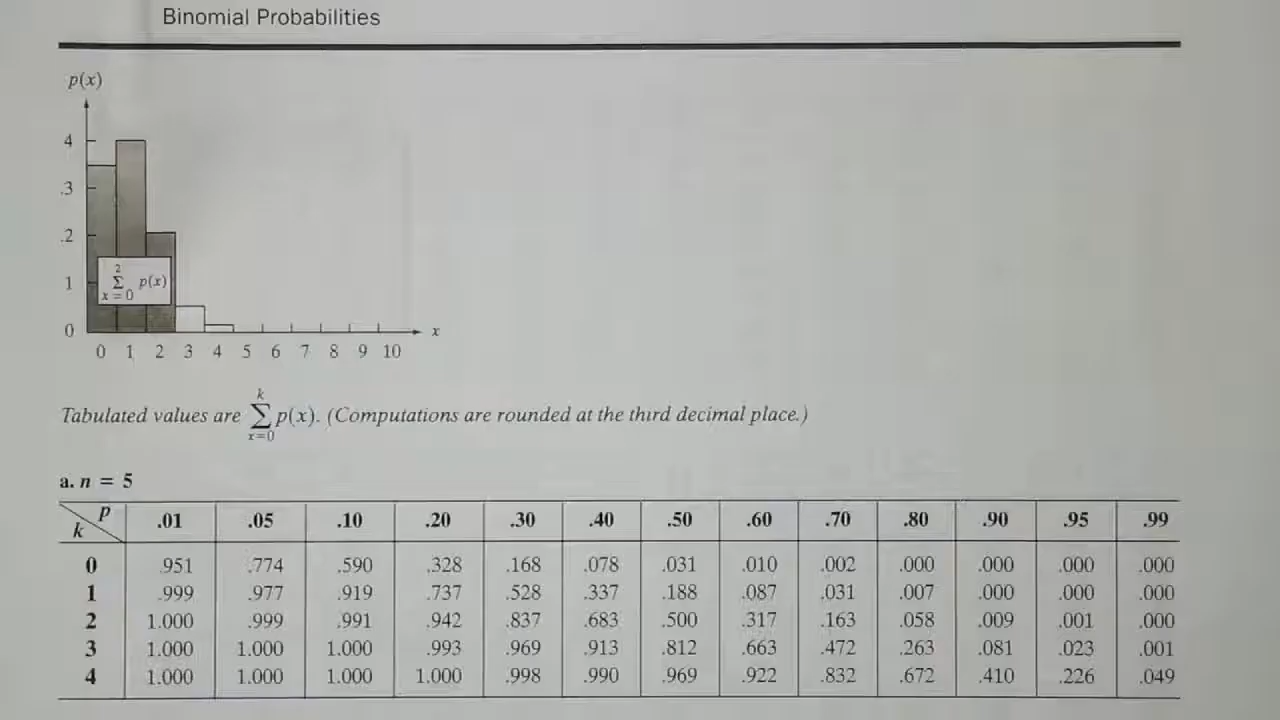 Binomial Probabilities
p(x)
4
.3
.2
1
0
2
Σ p(x)
x = 0
x
0 1 2 3 4 5 6 7 8 9 10
k
Tabulated values are Σ p(x). (Computations are rounded at the third decimal place.)
x=0
a. n = 5
p
k .01 .05 .10 .20 .30 .40 .50 .60 .70 .80 .90 .95 .99
0 .951 .774 .590 .328 .168 .078 .031 .010 .002 .000 .000 .000 .000
1 .999 .977 .919 .737 .528 .337 .188 .087 .031 .007 .000 .000 .000
2 1.000 .999 .991 .942 .837 .683 .500 .317 .163 .058 .009 .001 .000
3 1.000 1.000 1.000 .993 .969 .913 .812 .663 .472 .263 .081 .023 .001
4 1.000 1.000 1.000 1.000 .998 .990 .969 .922 .832 .672 .410 .226 .049